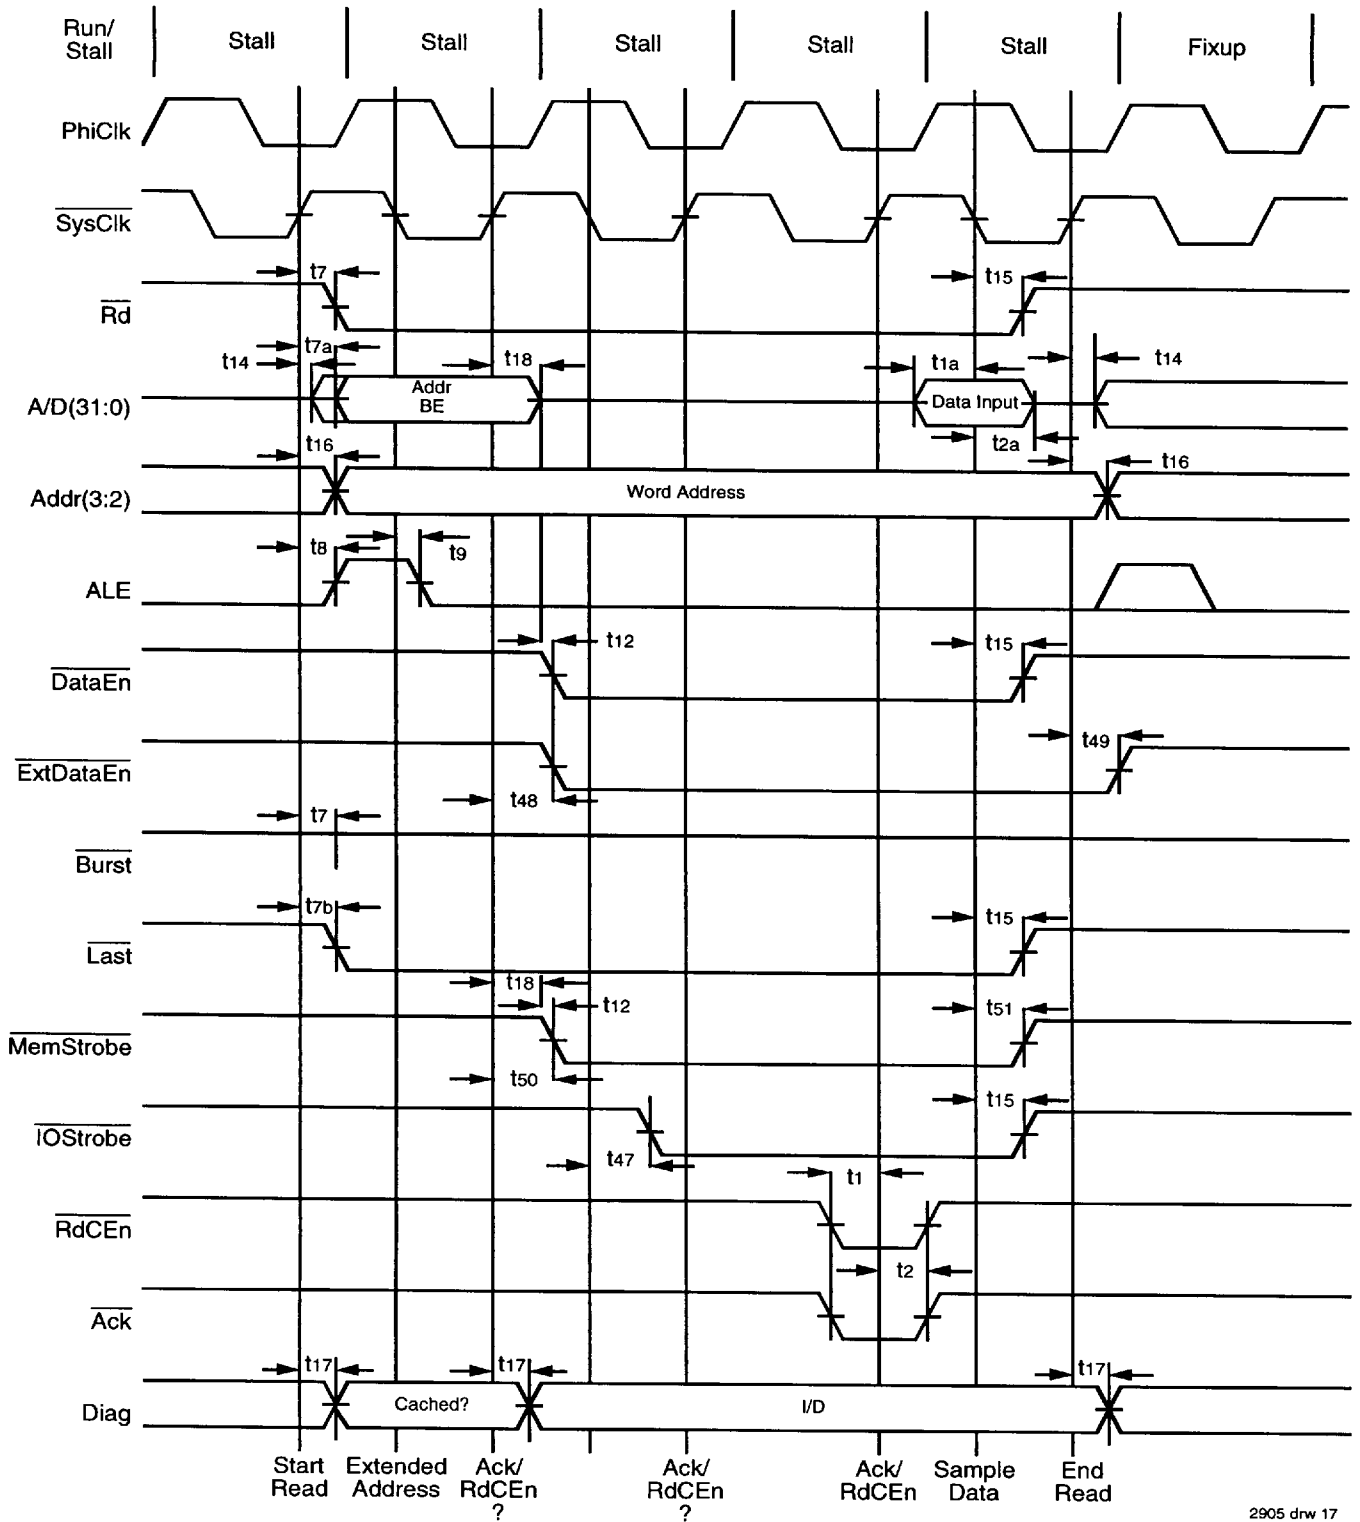 Run/
Stall
Stall
Stall
Stall
Stall
Stall
Fixup
PhiClk
SysClk
t7
t15
Rd
t7a
t14
t18
t1a
t14
A/D(31:0)
Addr
BE
Data Input
t2a
t16
t16
Addr(3:2)
Word Address
t8
t9
ALE
t12
t15
DataEn
t49
ExtDataEn
t48
t7
Burst
t7b
t15
Last
t18
t12
t51
MemStrobe
t50
t15
IOStrobe
t47
t1
RdCEn
t2
Ack
t17
t17
t17
Diag
Cached?
I/D
Start
Read
Extended
Address
Ack/
RdCEn
?
Ack/
RdCEn
?
Ack/
RdCEn
Sample
Data
End
Read
2905 drw 17